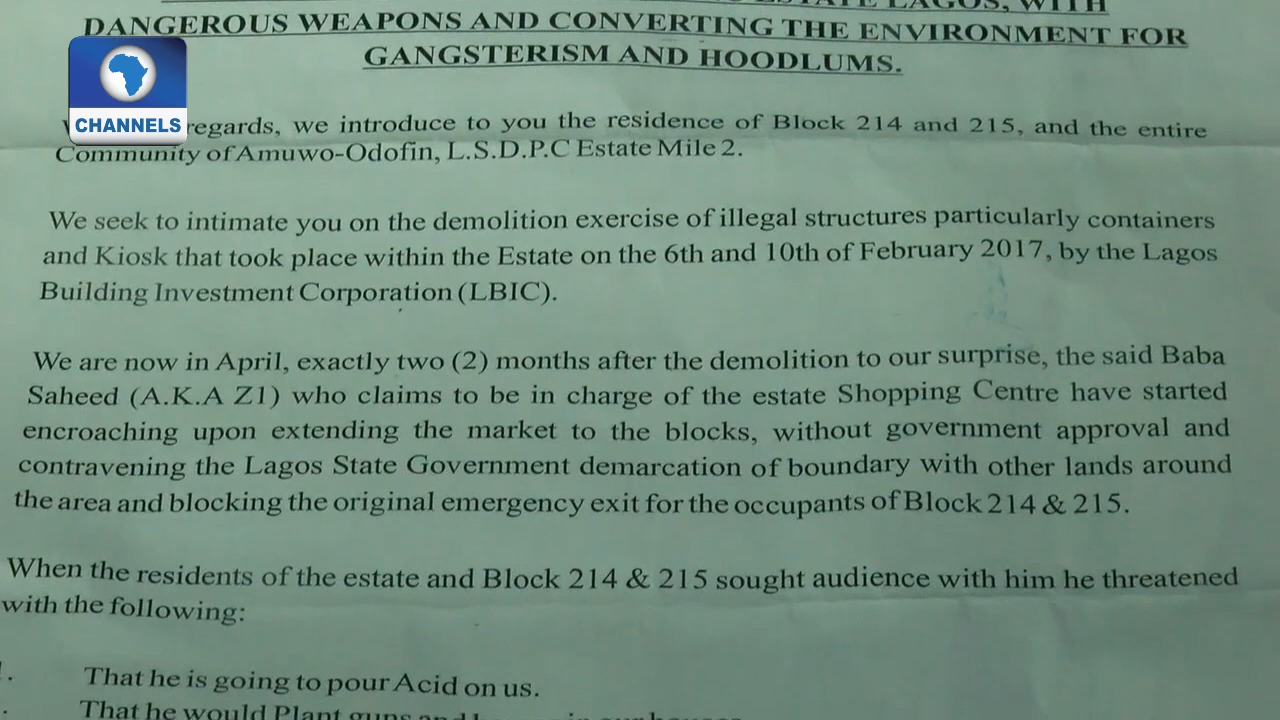 ESTATE LAGOS, WITH
DANGEROUS WEAPONS AND CONVERTING THE ENVIRONMENT FOR
GANGSTERISM AND HOODLUMS.
CHANNELS
regards, we introduce to you the residence of Block 214 and 215, and the entire
Community of Amuwo-Odofin, L.S.D.P.C Estate Mile 2.
We seek to intimate you on the demolition exercise of illegal structures particularly containers
and Kiosk that took place within the Estate on the 6th and 10th of February 2017, by the Lagos
Building Investment Corporation (LBIC).
We are now in April, exactly two (2) months after the demolition to our surprise, the said Baba
Saheed (A.K.A Z1) who claims to be in charge of the estate Shopping Centre have started
encroaching upon extending the market to the blocks, without government approval and
contravening the Lagos State Government demarcation of boundary with other lands around
the area and blocking the original emergency exit for the occupants of Block 214 & 215.
When the residents of the estate and Block 214 & 215 sought audience with him he threatened
with the following:
That he is going to pour Acid on us.
That he would Plant guns and in our houses